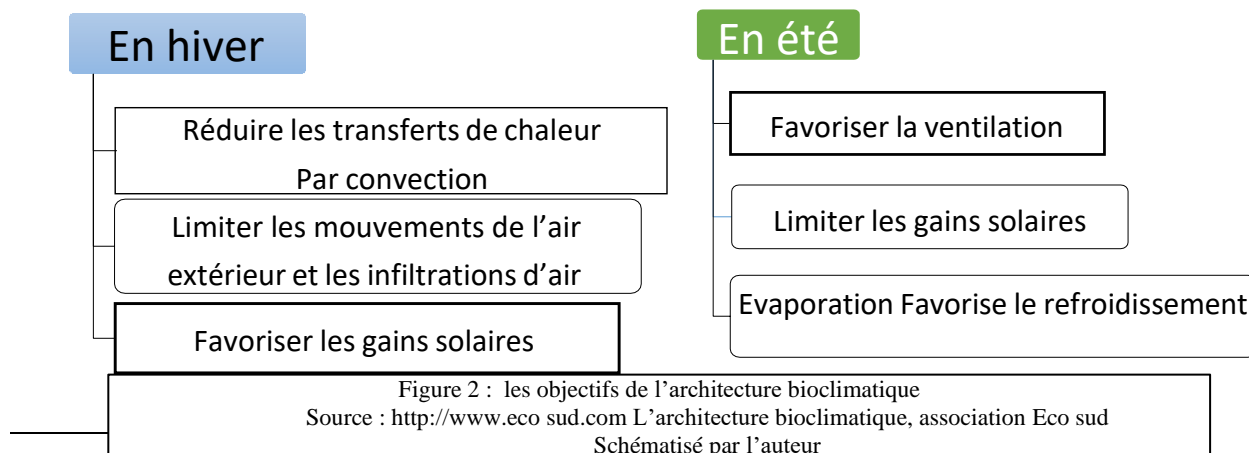 En hiver
Réduire les transferts de chaleur
Par convection
Limiter les mouvements de l’air
extérieur et les infiltrations d’air
Favoriser les gains solaires
En été
Favoriser la ventilation
Limiter les gains solaires
Evaporation Favorise le refroidissement
Figure 2 : les objectifs de l’architecture bioclimatique
Source : http://www.eco sud.com L’architecture bioclimatique, association Eco sud
Schématisé par l’auteur